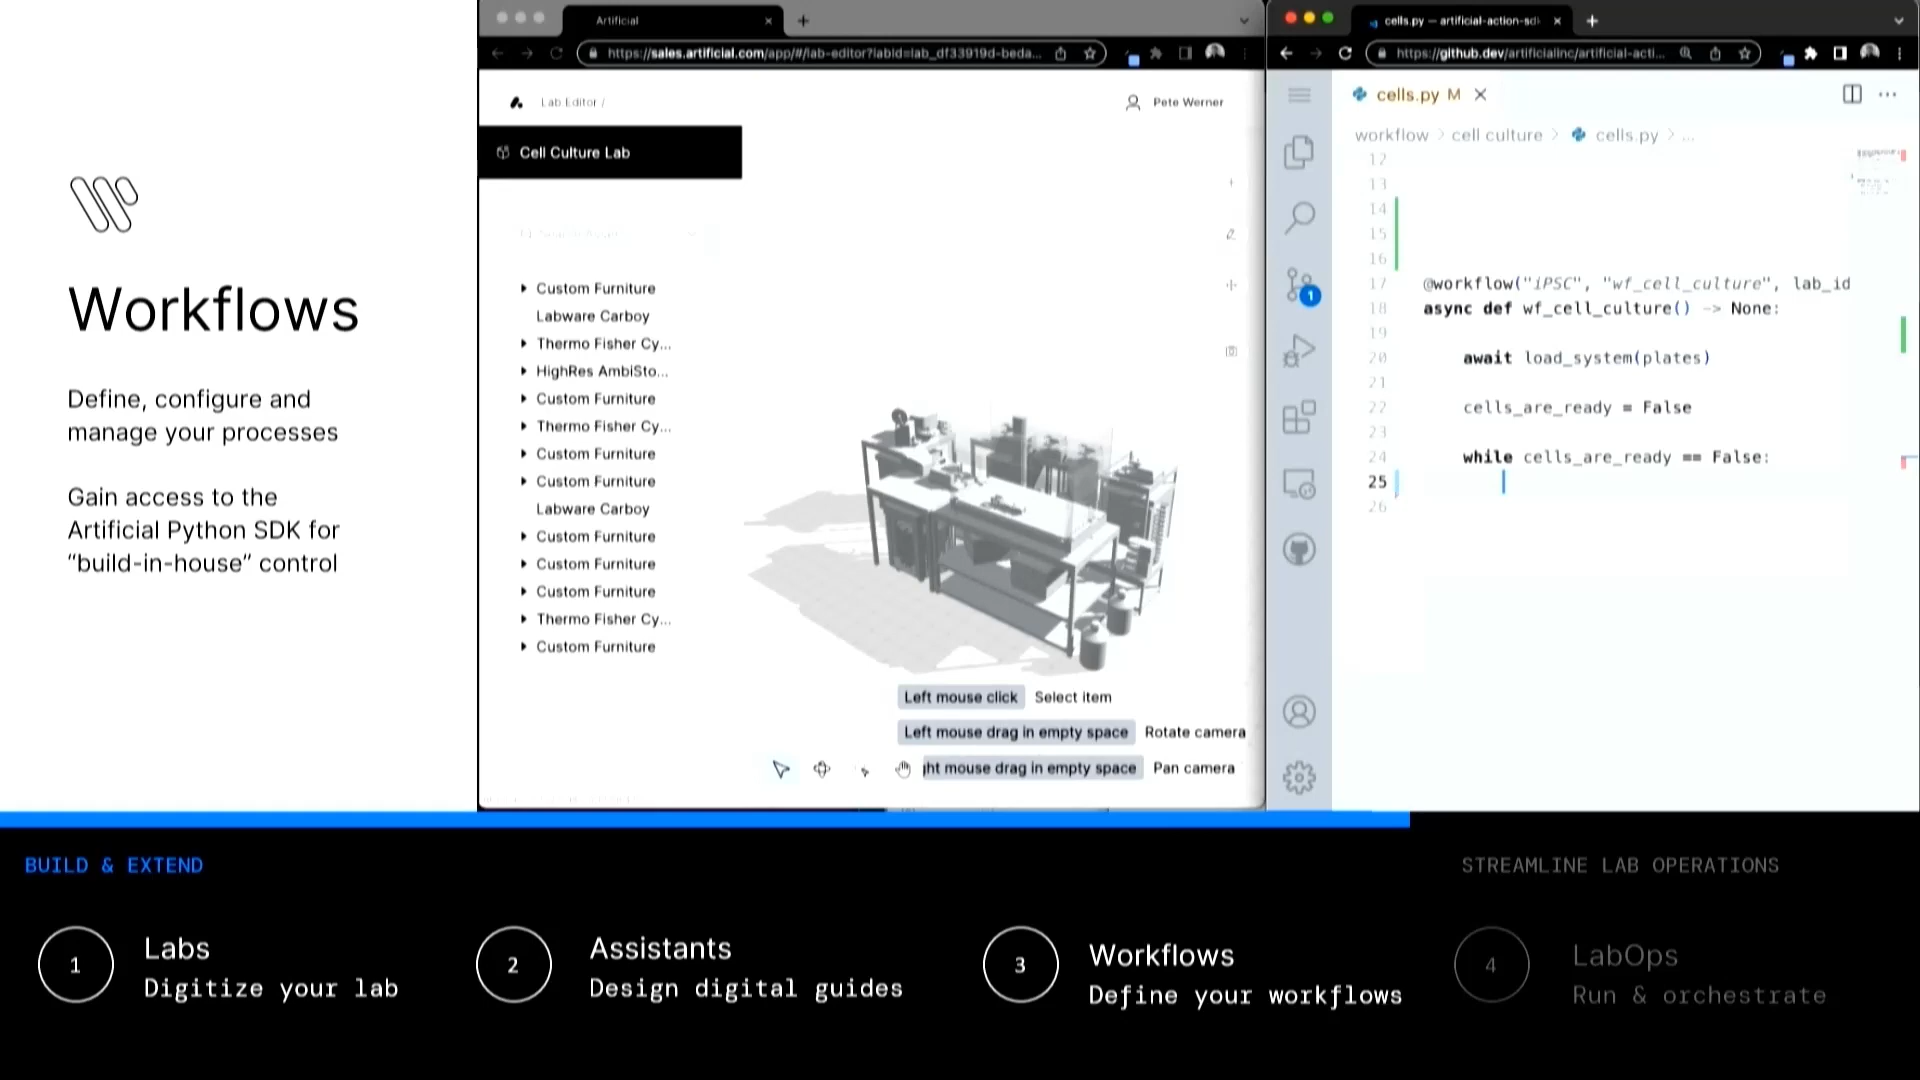 Workflows
Define, configure and
manage your processes
Gain access to the
Artificial Python SDK for
“build-in-house” control
Artificial
https://sales.artificial.com/app/#/lab-editor?labId=lab_df33919d-beda...
Lab Editor /
Pete Werner
Cell Culture Lab
Custom Furniture
Labware Carboy
Thermo Fisher Cy...
HighRes AmbiSto...
Custom Furniture
Thermo Fisher Cy...
Custom Furniture
Custom Furniture
Labware Carboy
Custom Furniture
Custom Furniture
Custom Furniture
Thermo Fisher Cy...
Custom Furniture
Left mouse click Select item
Left mouse drag in empty space Rotate camera
ght mouse drag in empty space Pan camera
cells.py — artificial-action-sdk
https://github.dev/artificialinc/artificial-acti...
cells.py M
workflow > cell culture > cells.py > ...
12
13
14
15
16
17 @workflow("iPSC", "wf_cell_culture", lab_id
18 async def wf_cell_culture() -> None:
19
20 await load_system(plates)
21
22 cells_are_ready = False
23
24 while cells_are_ready == False:
25
26
1
BUILD & EXTEND
STREAMLINE LAB OPERATIONS
1 Labs
Digitize your lab
2 Assistants
Design digital guides
3 Workflows
Define your workflows
4 LabOps
Run & orchestrate